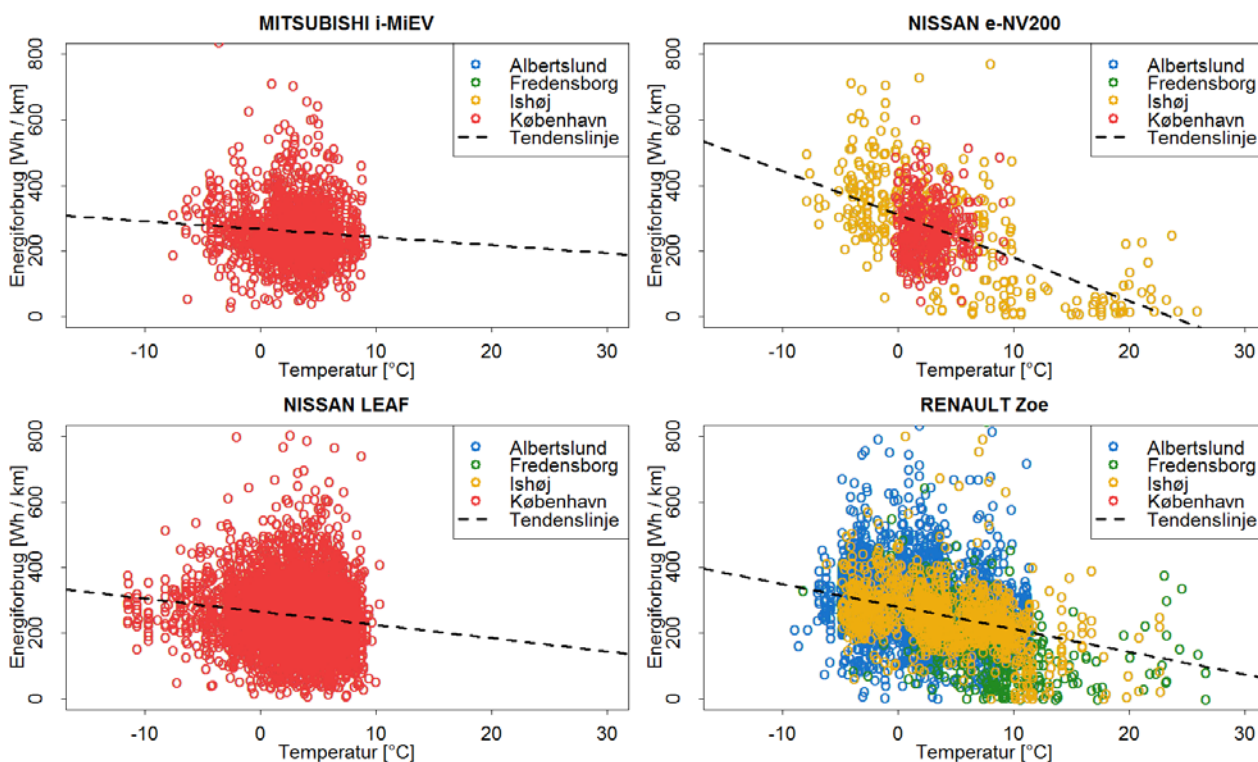 MITSUBISHI i-MiEV
Energiforbrug [Wh / km]
800
600
400
200
0
Albertslund
Fredensborg
Ishøj
København
Tendenslinje
-10 0 10 20 30
Temperatur [°C]
NISSAN e-NV200
Energiforbrug [Wh / km]
800
600
400
200
0
Albertslund
Fredensborg
Ishøj
København
Tendenslinje
-10 0 10 20 30
Temperatur [°C]
NISSAN LEAF
Energiforbrug [Wh / km]
800
600
400
200
0
Albertslund
Fredensborg
Ishøj
København
Tendenslinje
-10 0 10 20 30
Temperatur [°C]
RENAULT Zoe
Energiforbrug [Wh / km]
800
600
400
200
0
Albertslund
Fredensborg
Ishøj
København
Tendenslinje
-10 0 10 20 30
Temperatur [°C]